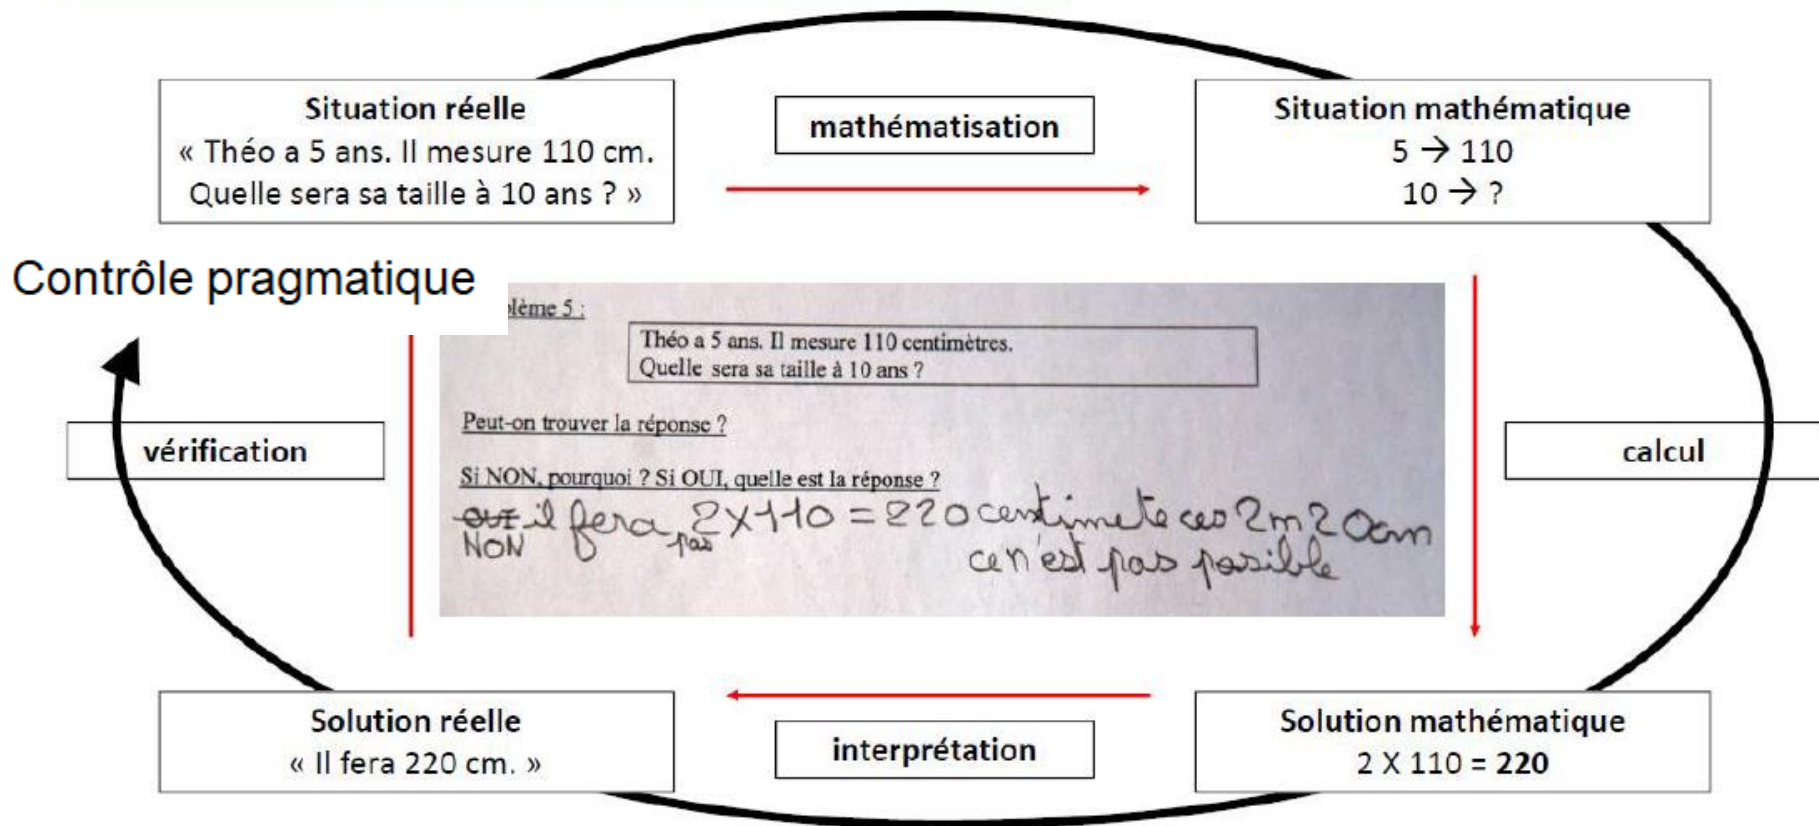 Situation réelle
« Théo a 5 ans. Il mesure 110 cm.
Quelle sera sa taille à 10 ans ? »
mathématisation
Situation mathématique
5 → 110
10 → ?
Contrôle pragmatique
lème 5 :
Théo a 5 ans. Il mesure 110 centimètres.
Quelle sera sa taille à 10 ans ?
Peut-on trouver la réponse ?
Si NON, pourquoi ? Si OUI, quelle est la réponse ?
OUI il fera pas 2X110 = 220 centimete ces 2m20cm
NON ce n'est pas posible
vérification
calcul
Solution réelle
« Il fera 220 cm. »
interprétation
Solution mathématique
2 X 110 = 220